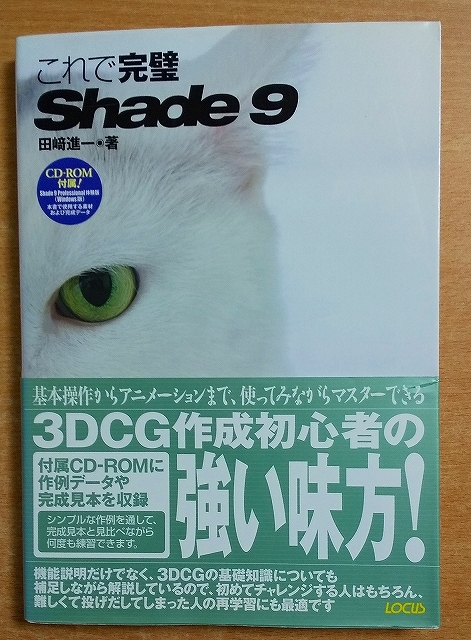 これで完璧
Shade 9
田﨑進一◉著
CD-ROM
付属!
Shade 9 Professional 体験版
(Windows版)
本書で使用する素材
および完成データ
基本操作からアニメーションまで、使ってみながらマスターできる
3DCG作成初心者の
強い味方!
付属CD-ROMに
作例データや
完成見本を収録
シンプルな作例を通して、
完成見本と見比べながら
何度も練習できます。
機能説明だけでなく、3DCGの基礎知識についても
補足しながら解説しているので、初めてチャレンジする人はもちろん、
難しくて投げだしてしまった人の再学習にも最適です
LOCUS